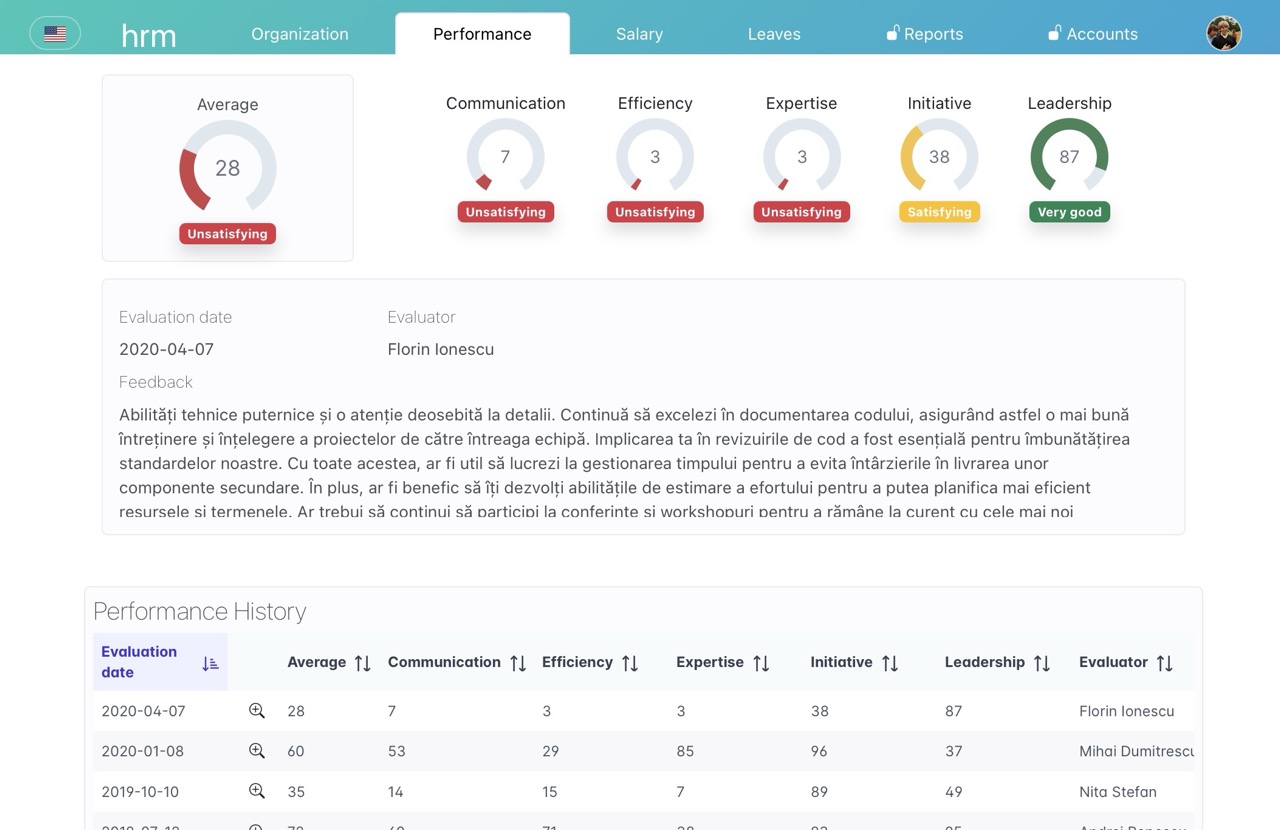 hrm
Organization
Performance
Salary
Leaves
Reports
Accounts
Average
28
Unsatisfying
Communication
7
Unsatisfying
Efficiency
3
Unsatisfying
Expertise
3
Unsatisfying
Initiative
38
Satisfying
Leadership
87
Very good
Evaluation date
Evaluator
2020-04-07
Florin Ionescu
Feedback
Abilități tehnice puternice și o atenție deosebită la detalii. Continuă să excelezi în documentarea codului, asigurând astfel o mai bună
întreținere și înțelegere a proiectelor de către întreaga echipă. Implicarea ta în revizuirile de cod a fost esențială pentru îmbunătățirea
standardelor noastre. Cu toate acestea, ar fi util să lucrezi la gestionarea timpului pentru a evita întârzierile în livrarea unor
componente secundare. În plus, ar fi benefic să îți dezvolți abilitățile de estimare a efortului pentru a putea planifica mai eficient
resursele și termenele. Ar trebui să continui să participi la conferințe și workshopuri pentru a rămâne la curent cu cele mai noi
Performance History
Evaluation date Average Communication Efficiency Expertise Initiative Leadership Evaluator
2020-04-07 28 7 3 3 38 87 Florin Ionescu
2020-01-08 60 53 29 85 96 37 Mihai Dumitrescu
2019-10-10 35 14 15 7 89 49 Nita Stefan